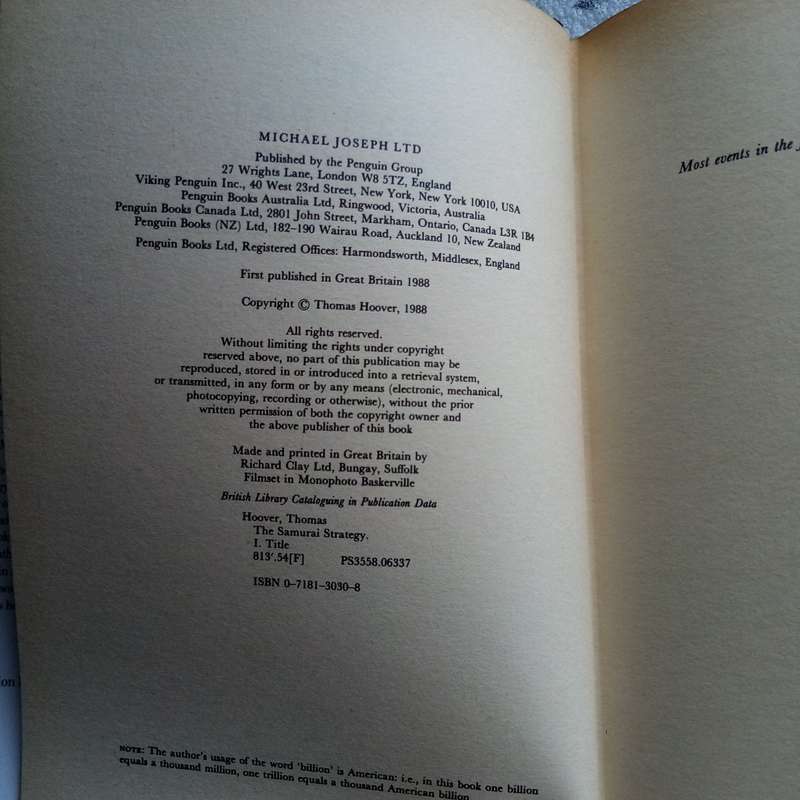 MICHAEL JOSEPH LTD
Published by the Penguin Group
27 Wrights Lane, London W8 5TZ, England
Viking Penguin Inc., 40 West 23rd Street, New York, New York 10010, USA
Penguin Books Australia Ltd, Ringwood, Victoria, Australia
Penguin Books Canada Ltd, 2801 John Street, Markham, Ontario, Canada L3R 1B4
Penguin Books (NZ) Ltd, 182–190 Wairau Road, Auckland 10, New Zealand
Penguin Books Ltd, Registered Offices: Harmondsworth, Middlesex, England
First published in Great Britain 1988
Copyright © Thomas Hoover, 1988
All rights reserved.
Without limiting the rights under copyright
reserved above, no part of this publication may be
reproduced, stored in or introduced into a retrieval system,
or transmitted, in any form or by any means (electronic, mechanical,
photocopying, recording or otherwise), without the prior
written permission of both the copyright owner and
the above publisher of this book
Made and printed in Great Britain by
Richard Clay Ltd, Bungay, Suffolk
Filmset in Monophoto Baskerville
British Library Cataloguing in Publication Data
Hoover, Thomas
The Samurai Strategy.
I. Title
813'.54[F] PS3558.06337
ISBN 0–7181–3030–8
NOTE: The author's usage of the word 'billion' is American: i.e., in this book one billion
equals a thousand million, one trillion equals a thousand American billion
Most events in the